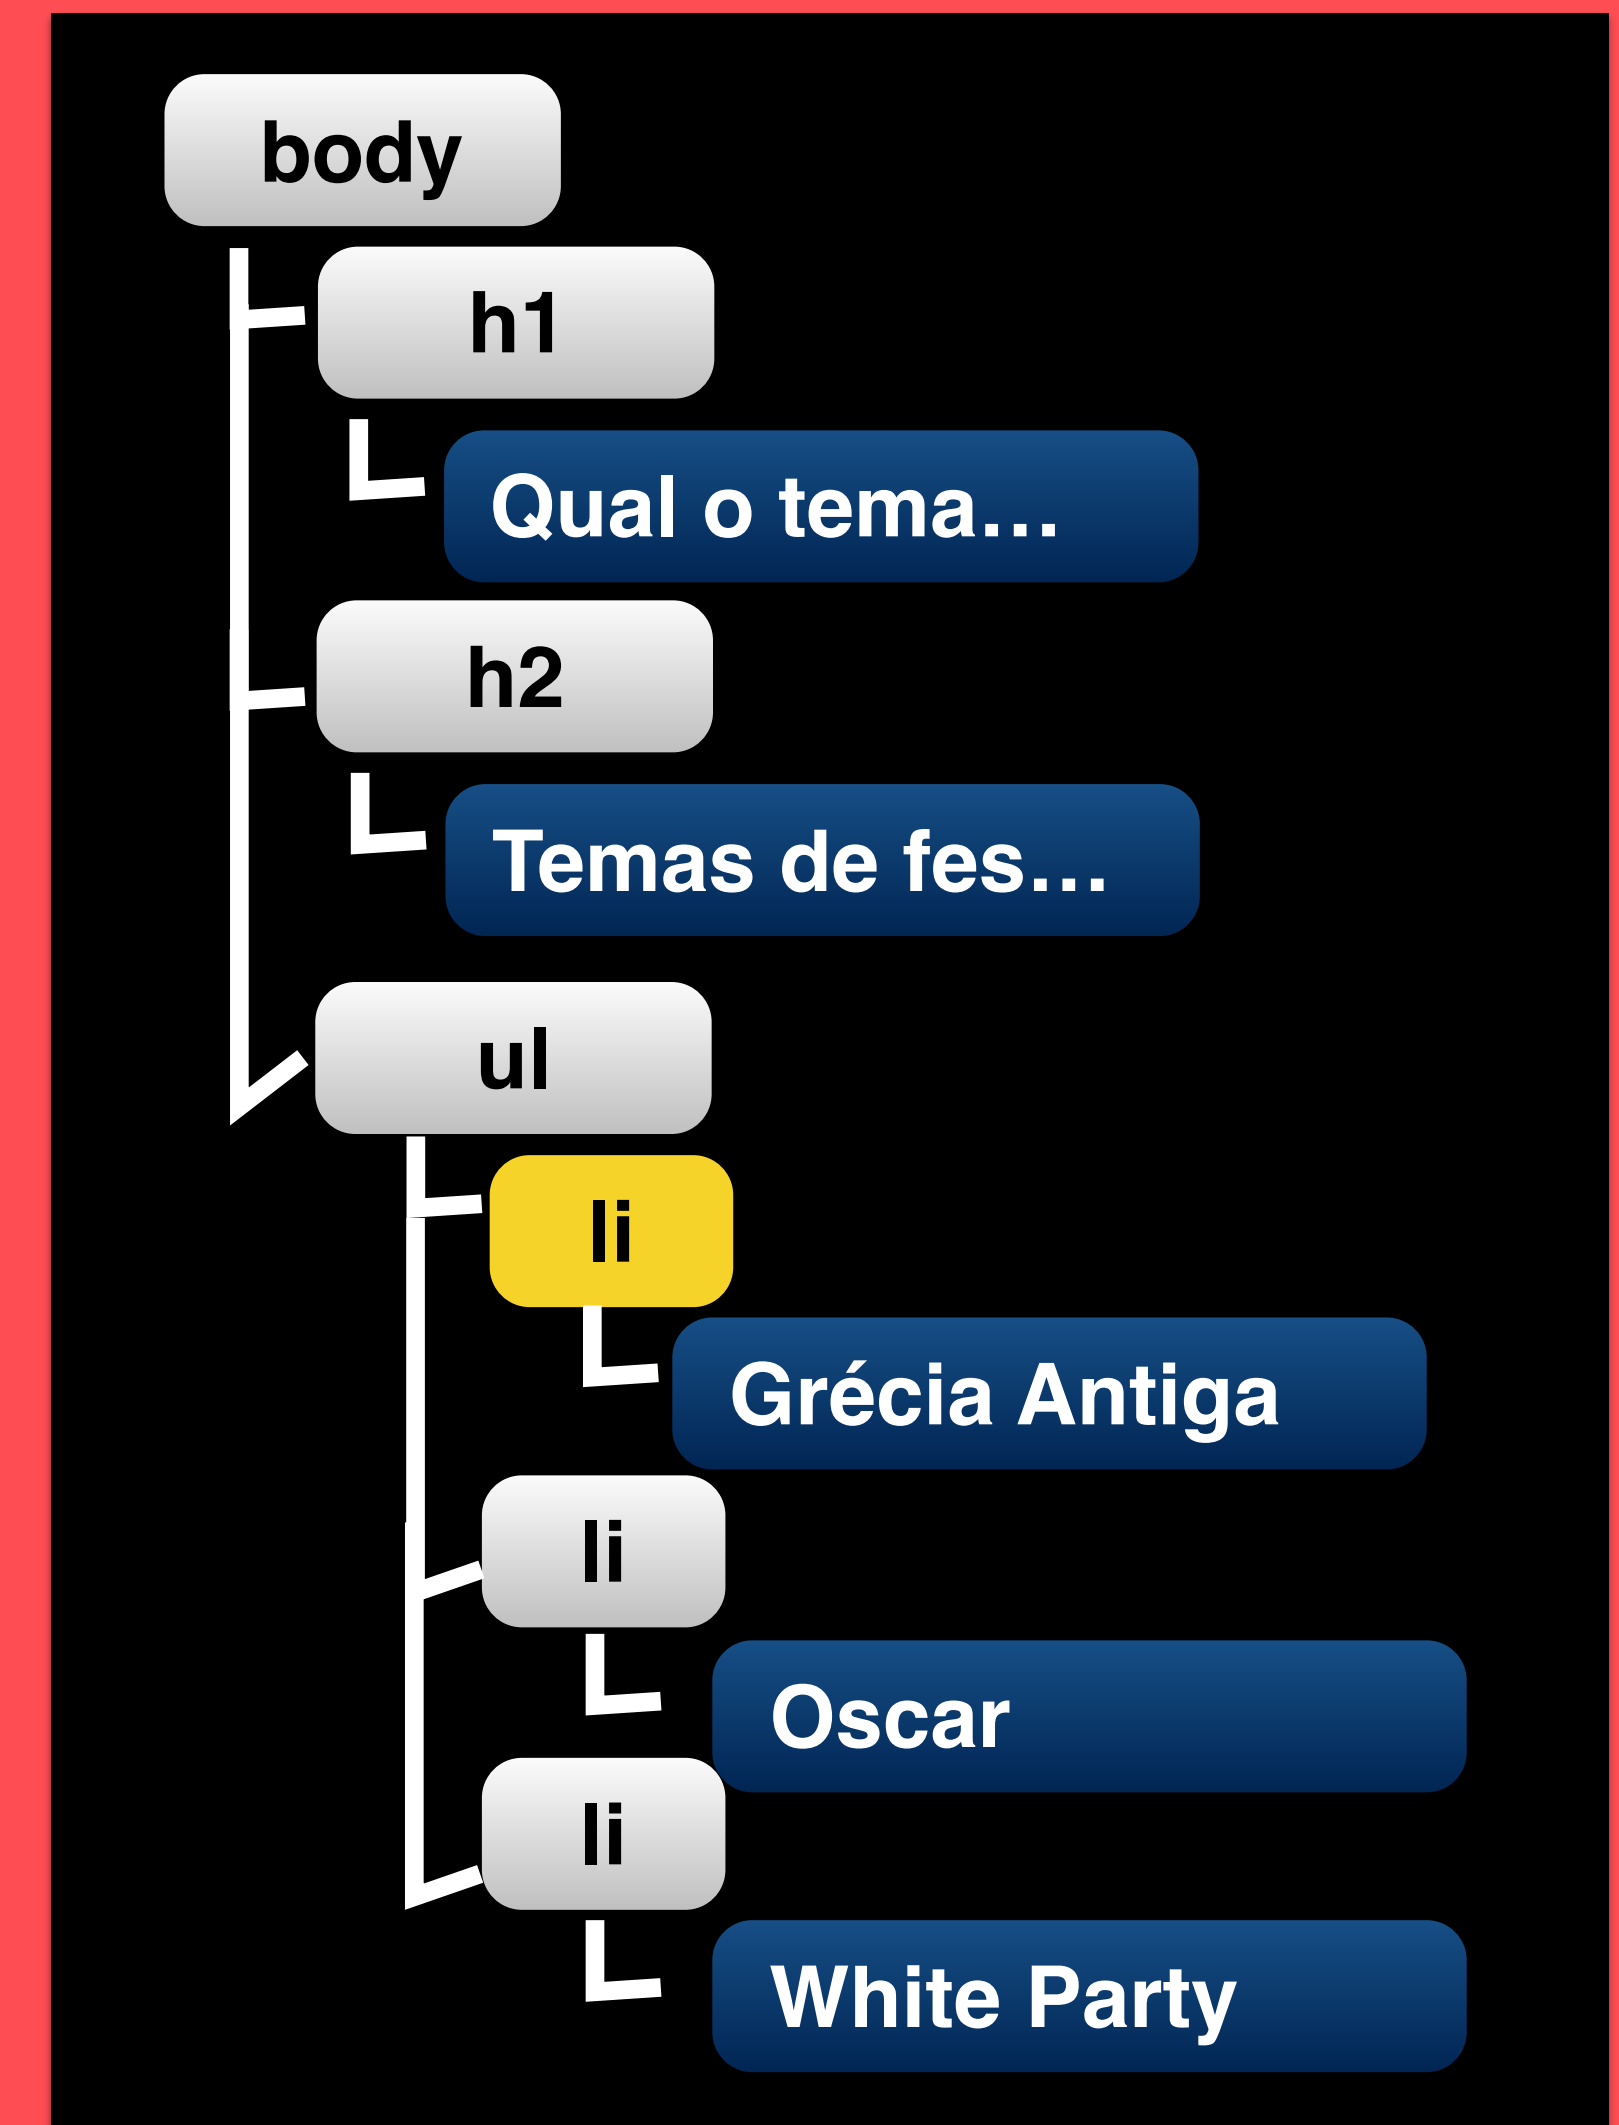 body
h1
Qual o tema...
h2
Temas de fes...
ul
li
Grécia Antiga
li
Oscar
li
White Party